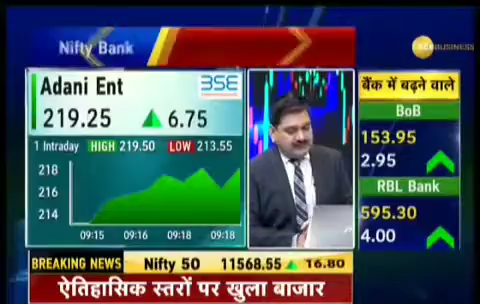 Nifty Bank
ZEE BUSINESS
Adani Ent
BSE
219.25 6.75
1 Intraday HIGH 219.50 LOW 213.55
218
216
214
09:15 09:16 09:18 09:18
बैंक में बढ़ने वाले
BoB
153.95
2.95
RBL Bank
595.30
4.00
BREAKING NEWS Nifty 50 11568.55 16.80
ऐतिहासिक स्तरों पर खुला बाजार